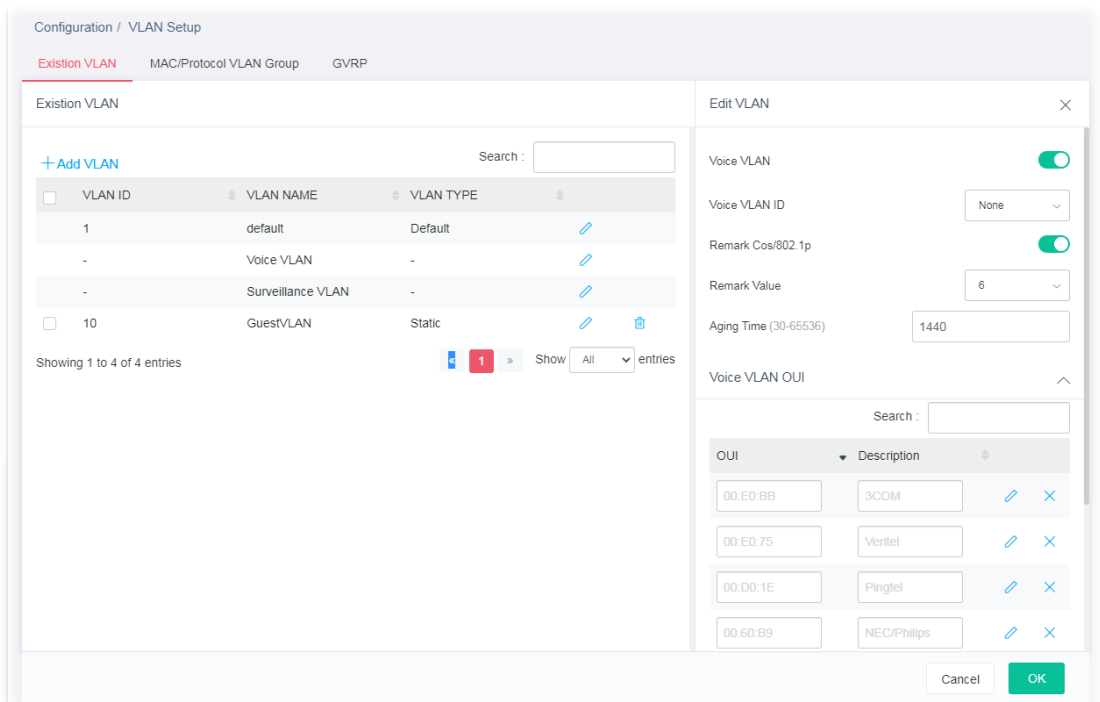 Configuration / VLAN Setup
Existion VLAN MAC/Protocol VLAN Group GVRP
Existion VLAN
+ Add VLAN Search :
VLAN ID VLAN NAME VLAN TYPE
1 default Default
- Voice VLAN -
- Surveillance VLAN -
10 GuestVLAN Static
Showing 1 to 4 of 4 entries « 1 » Show All entries
Edit VLAN
Voice VLAN
Voice VLAN ID None
Remark Cos/802.1p
Remark Value 6
Aging Time (30-65536) 1440
Voice VLAN OUI
Search :
OUI Description
00:E0:BB 3COM
00:E0:75 Veritel
00:D0:1E Pingtel
00:60:B9 NEC/Philips
Cancel OK